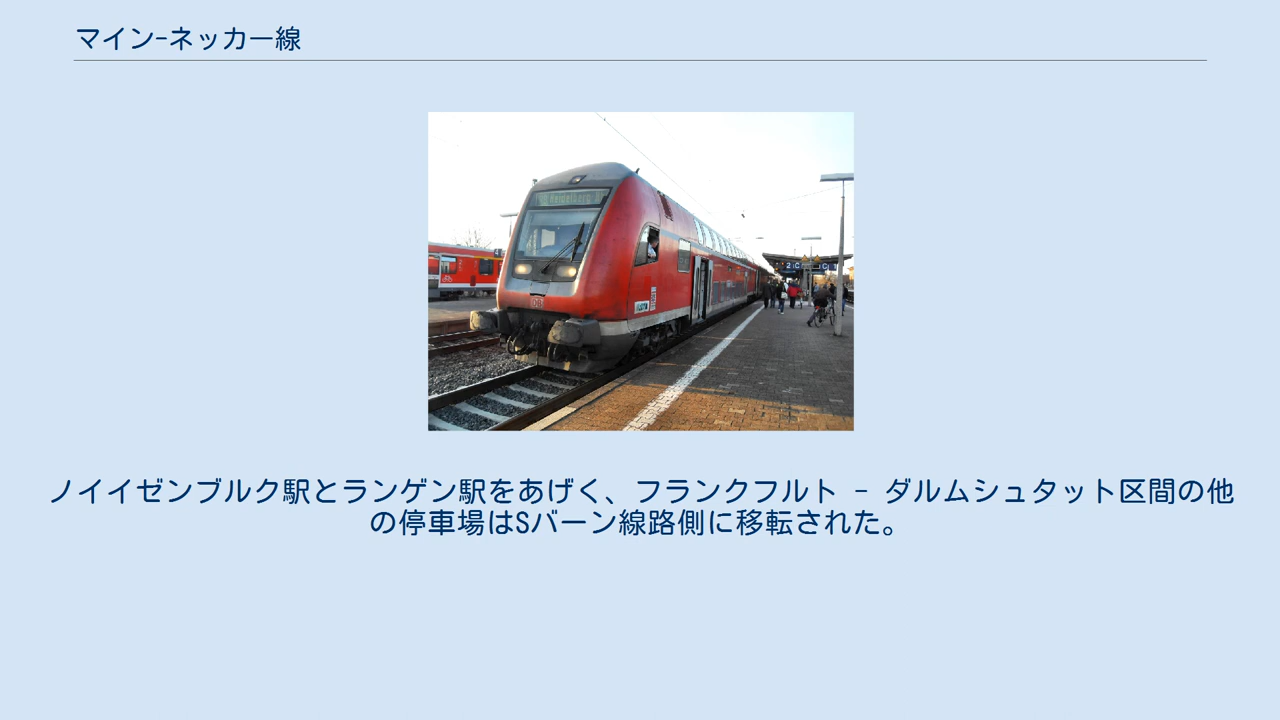 マイン-ネッカー線
Heidelberg
DB
ノイイゼンブルク駅とランゲン駅をあげく、フランクフルト - ダルムシュタット区間の他
の停車場はSバーン線路側に移転された。